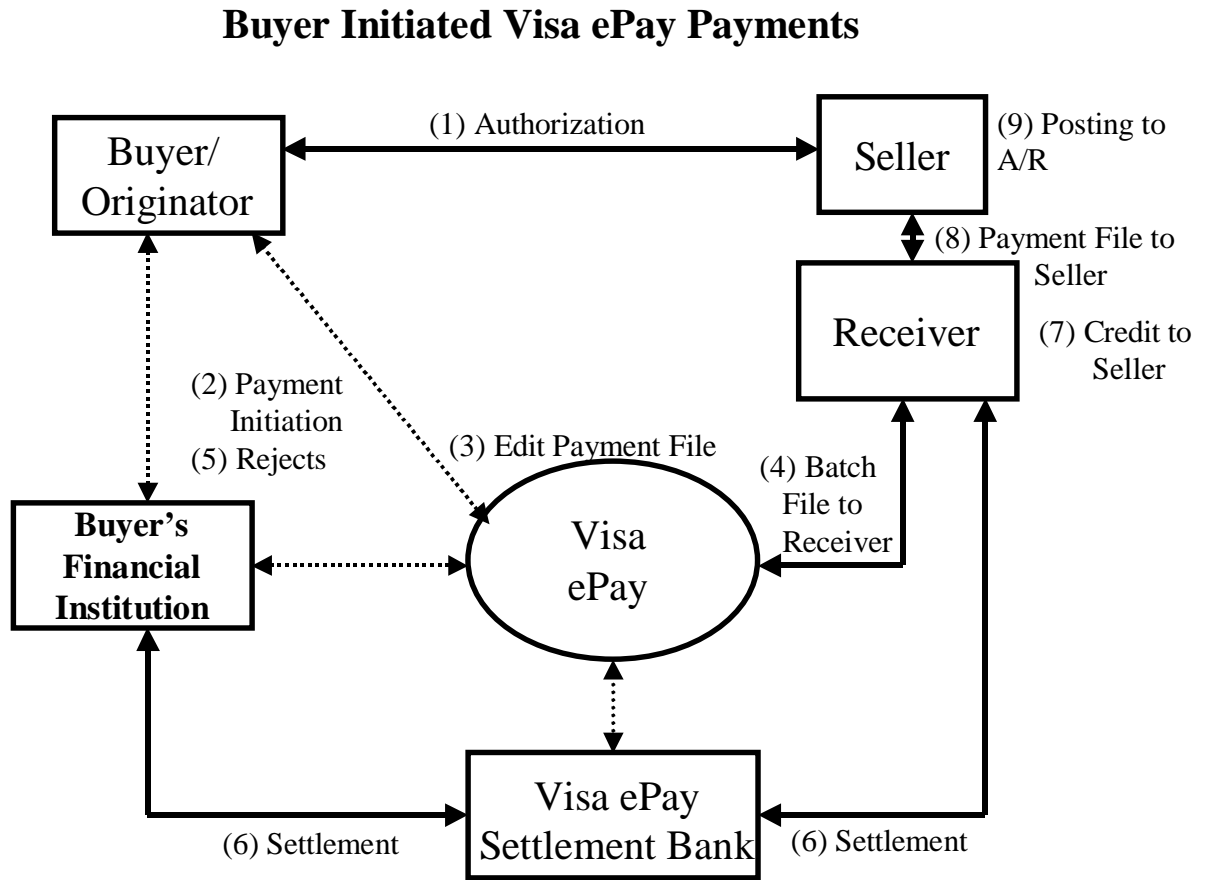 Buyer Initiated Visa ePay Payments
(1) Authorization
Buyer/
Originator
Seller
(9) Posting to
A/R
(8) Payment File to
Seller
Receiver
(7) Credit to
Seller
(2) Payment
Initiation
(5) Rejects
(3) Edit Payment File
(4) Batch
File to
Receiver
Buyer’s
Financial
Institution
Visa
ePay
Visa ePay
Settlement Bank
(6) Settlement
(6) Settlement